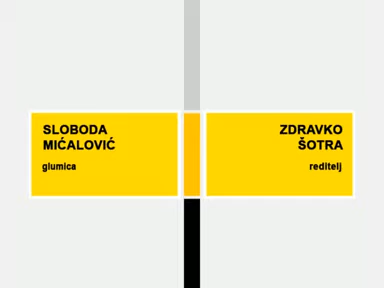 SLOBODA
MIĆALOVIĆ
glumica
ZDRAVKO
ŠOTRA
reditelj